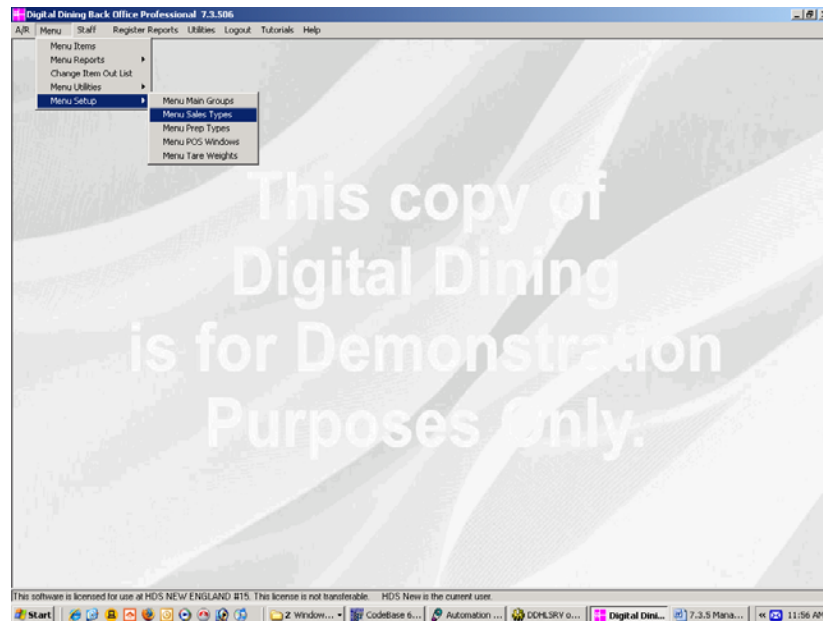 Digital Dining Back Office Professional 7.3.506
A/R Menu Staff Register Reports Utilities Logout Tutorials Help
Menu Items
Menu Reports
Change Item Out List
Menu Utilities
Menu Setup
Menu Main Groups
Menu Sales Types
Menu Prep Types
Menu POS Windows
Menu Tare Weights
This copy of
Digital Dining
is for Demonstration
Purposes Only.
This software is licensed for use at HDS NEW ENGLAND #15. This license is not transferable. HDS New is the current user.
Start 2 Window... CodeBase 6... Automation ... DDHLSRV o... Digital Dini... 7.3.5 Mana... « 11:56 AM